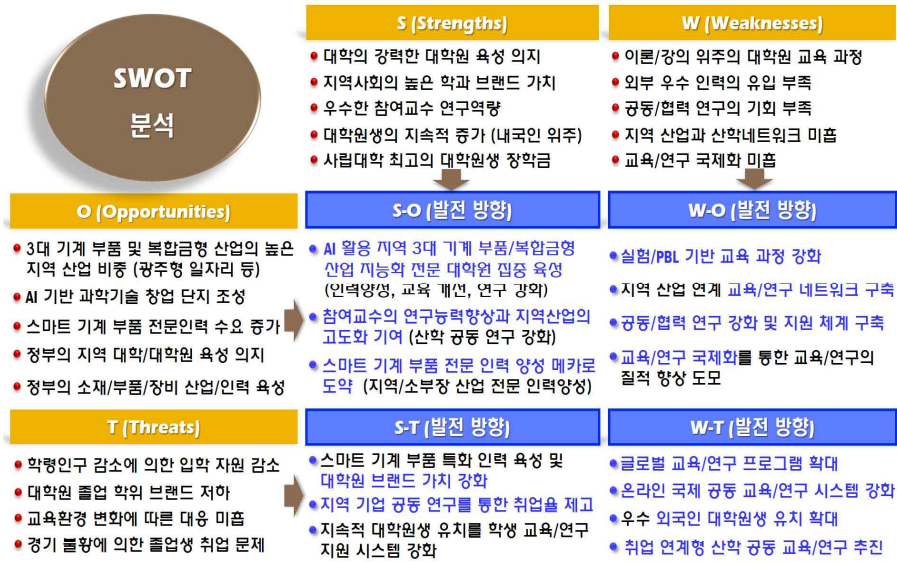 SWOT
분석
S (Strengths)
대학의 강력한 대학원 육성 의지
지역사회의 높은 학과 브랜드 가치
우수한 참여교수 연구역량
대학원생의 지속적 증가 (내국인 위주)
사립대학 최고의 대학원생 장학금
W (Weaknesses)
이론/강의 위주의 대학원 교육 과정
외부 우수 인력의 유입 부족
공동/협력 연구의 기회 부족
지역 산업과 산학네트워크 미흡
교육/연구 국제화 미흡
O (Opportunities)
3대 기계 부품 및 복합금형 산업의 높은
지역 산업 비중 (광주형 일자리 등)
AI 기반 과학기술 창업 단지 조성
스마트 기계 부품 전문인력 수요 증가
정부의 지역 대학/대학원 육성 의지
정부의 소재/부품/장비 산업/인력 육성
S-O (발전 방향)
AI 활용 지역 3대 기계 부품/복합금형
산업 지능화 전문 대학원 집중 육성
(인력양성, 교육 개선, 연구 강화)
참여교수의 연구능력향상과 지역산업의
고도화 기여 (산학 공동 연구 강화)
스마트 기계 부품 전문 인력 양성 메카로
도약 (지역/소부장 산업 전문 인력양성)
W-O (발전 방향)
실험/PBL 기반 교육 과정 강화
지역 산업 연계 교육/연구 네트워크 구축
공동/협력 연구 강화 및 지원 체계 구축
교육/연구 국제화를 통한 교육/연구의
질적 향상 도모
T (Threats)
학령인구 감소에 의한 입학 자원 감소
대학원 졸업 학위 브랜드 저하
교육환경 변화에 따른 대응 미흡
경기 불황에 의한 졸업생 취업 문제
S-T (발전 방향)
스마트 기계 부품 특화 인력 육성 및
대학원 브랜드 가치 강화
지역 기업 공동 연구를 통한 취업율 제고
지속적 대학원생 유치를 학생 교육/연구
지원 시스템 강화
W-T (발전 방향)
글로벌 교육/연구 프로그램 확대
온라인 국제 공동 교육/연구 시스템 강화
우수 외국인 대학원생 유치 확대
취업 연계형 산학 공동 교육/연구 추진